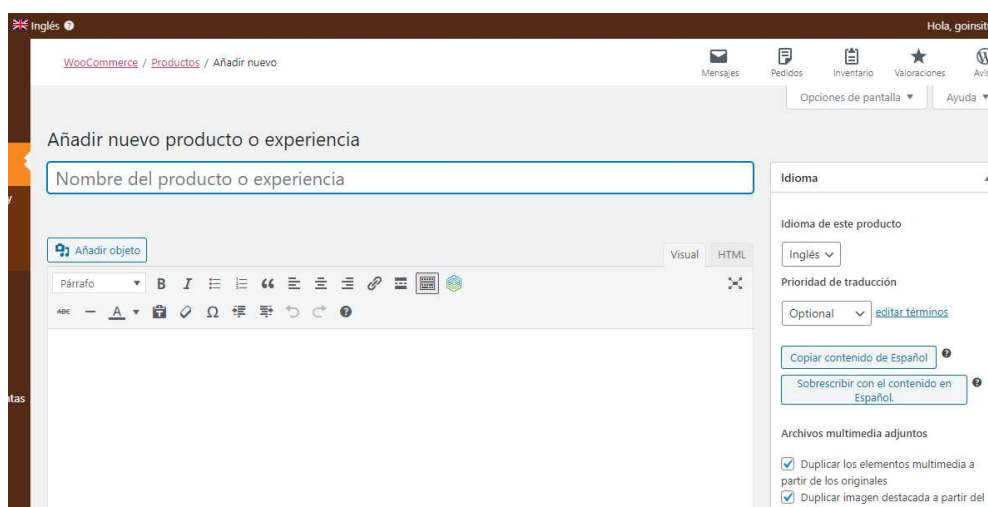 Inglés
Hola, goinsit
WooCommerce / Productos / Añadir nuevo
Mensajes
Pedidos
Inventario
Valoraciones
Avis
Opciones de pantalla
Ayuda
Añadir nuevo producto o experiencia
Nombre del producto o experiencia
Idioma
y
Idioma de este producto
Añadir objeto
Visual
HTML
Inglés
Párrafo
B
I
Prioridad de traducción
ABC
A
Ω
Optional
editar términos
Copiar contenido de Español
Sobrescribir con el contenido en
Español.
ntas
Archivos multimedia adjuntos
Duplicar los elementos multimedia a
partir de los originales
Duplicar imagen destacada a partir del